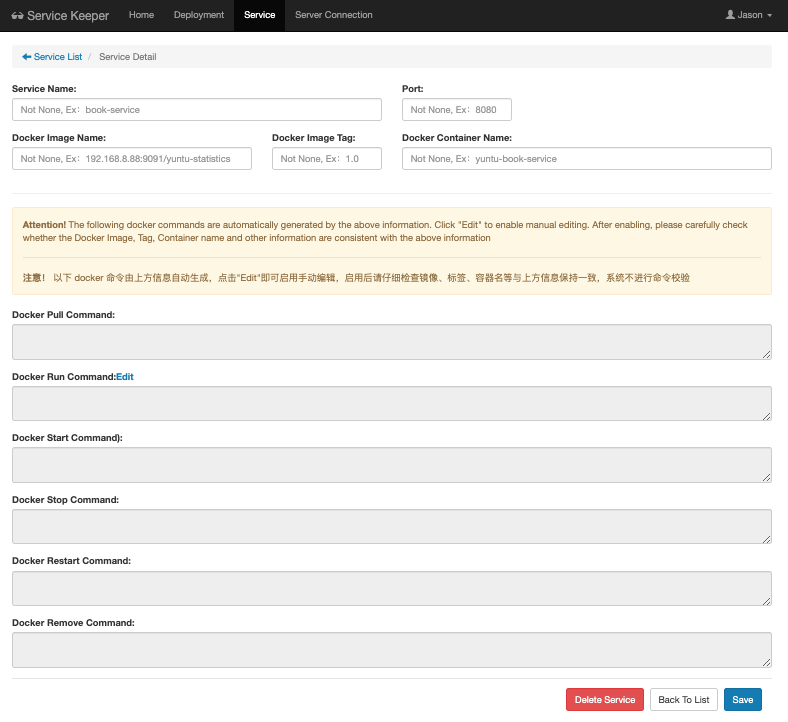 Service Keeper Home Deployment Service Server Connection Jason
Service List / Service Detail
Service Name: Port:
Not None, Ex：book-service Not None, Ex：8080
Docker Image Name: Docker Image Tag: Docker Container Name:
Not None, Ex：192.168.8.88:9091/yuntu-statistics Not None, Ex：1.0 Not None, Ex：yuntu-book-service
Attention! The following docker commands are automatically generated by the above information. Click "Edit" to enable manual editing. After enabling, please carefully check
whether the Docker Image, Tag, Container name and other information are consistent with the above information
注意！ 以下 docker 命令由上方信息自动生成，点击"Edit"即可启用手动编辑，启用后请仔细检查镜像、标签、容器名等与上方信息保持一致，系统不进行命令校验
Docker Pull Command:
Docker Run Command:Edit
Docker Start Command):
Docker Stop Command:
Docker Restart Command:
Docker Remove Command:
Delete Service Back To List Save